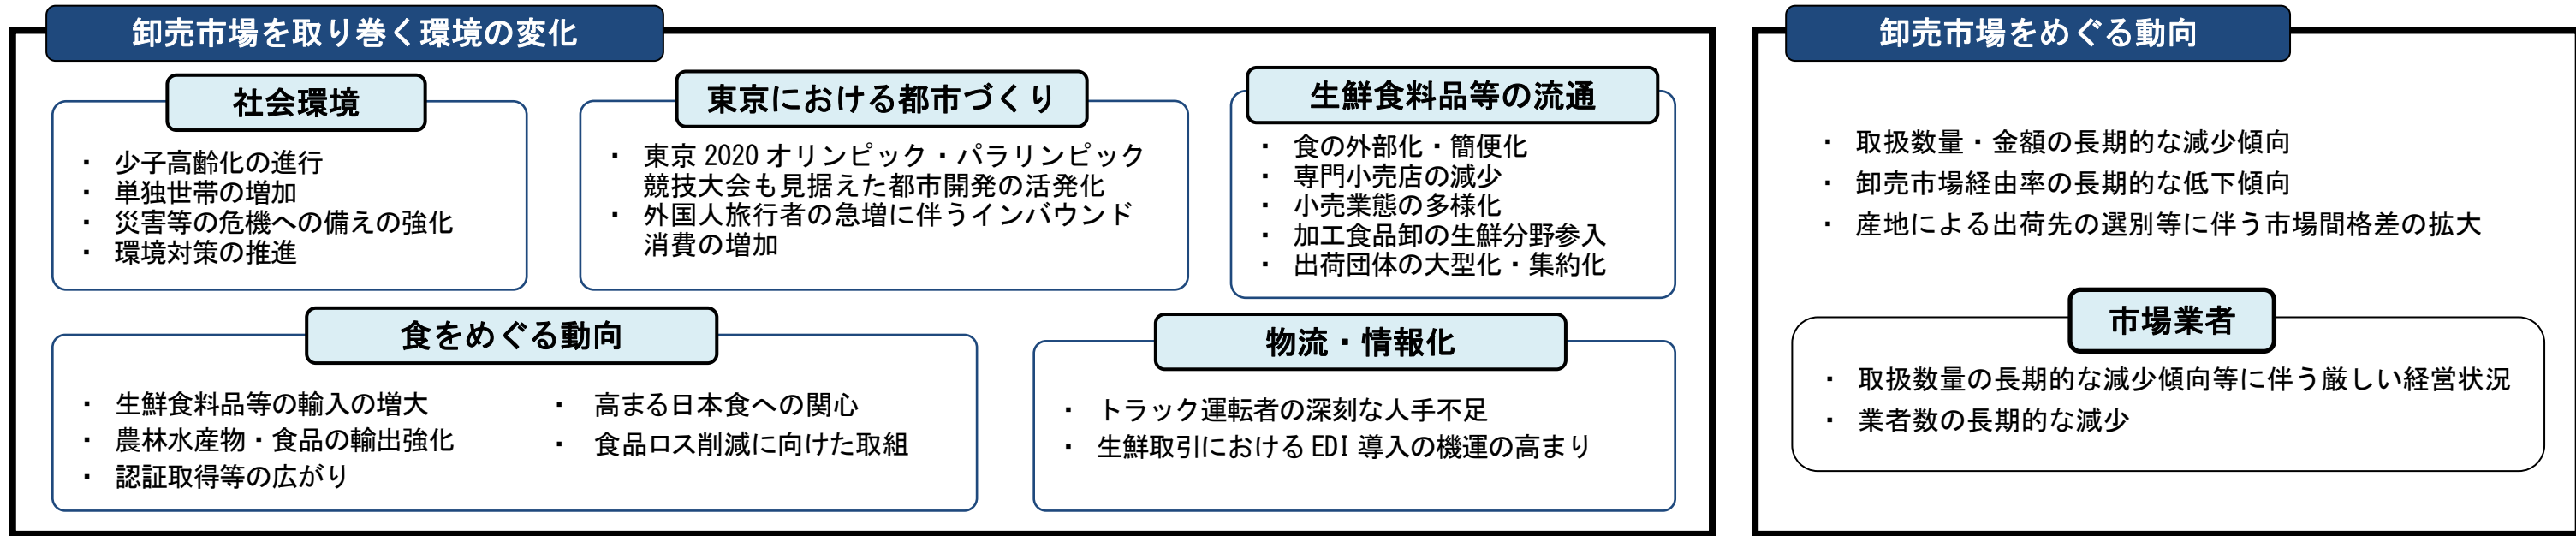 卸売市場を取り巻く環境の変化
社会環境
・ 少子高齢化の進行
・ 単独世帯の増加
・ 災害等の危機への備えの強化
・ 環境対策の推進
東京における都市づくり
・ 東京 2020 オリンピック・パラリンピック
競技大会も見据えた都市開発の活発化
・ 外国人旅行者の急増に伴うインバウンド
消費の増加
生鮮食料品等の流通
・ 食の外部化・簡便化
・ 専門小売店の減少
・ 小売業態の多様化
・ 加工食品卸の生鮮分野参入
・ 出荷団体の大型化・集約化
食をめぐる動向
・ 生鮮食料品等の輸入の増大
・ 農林水産物・食品の輸出強化
・ 認証取得等の広がり
・ 高まる日本食への関心
・ 食品ロス削減に向けた取組
物流・情報化
・ トラック運転者の深刻な人手不足
・ 生鮮取引における EDI 導入の機運の高まり
卸売市場をめぐる動向
・ 取扱数量・金額の長期的な減少傾向
・ 卸売市場経由率の長期的な低下傾向
・ 産地による出荷先の選別等に伴う市場間格差の拡大
市場業者
・ 取扱数量の長期的な減少傾向等に伴う厳しい経営状況
・ 業者数の長期的な減少